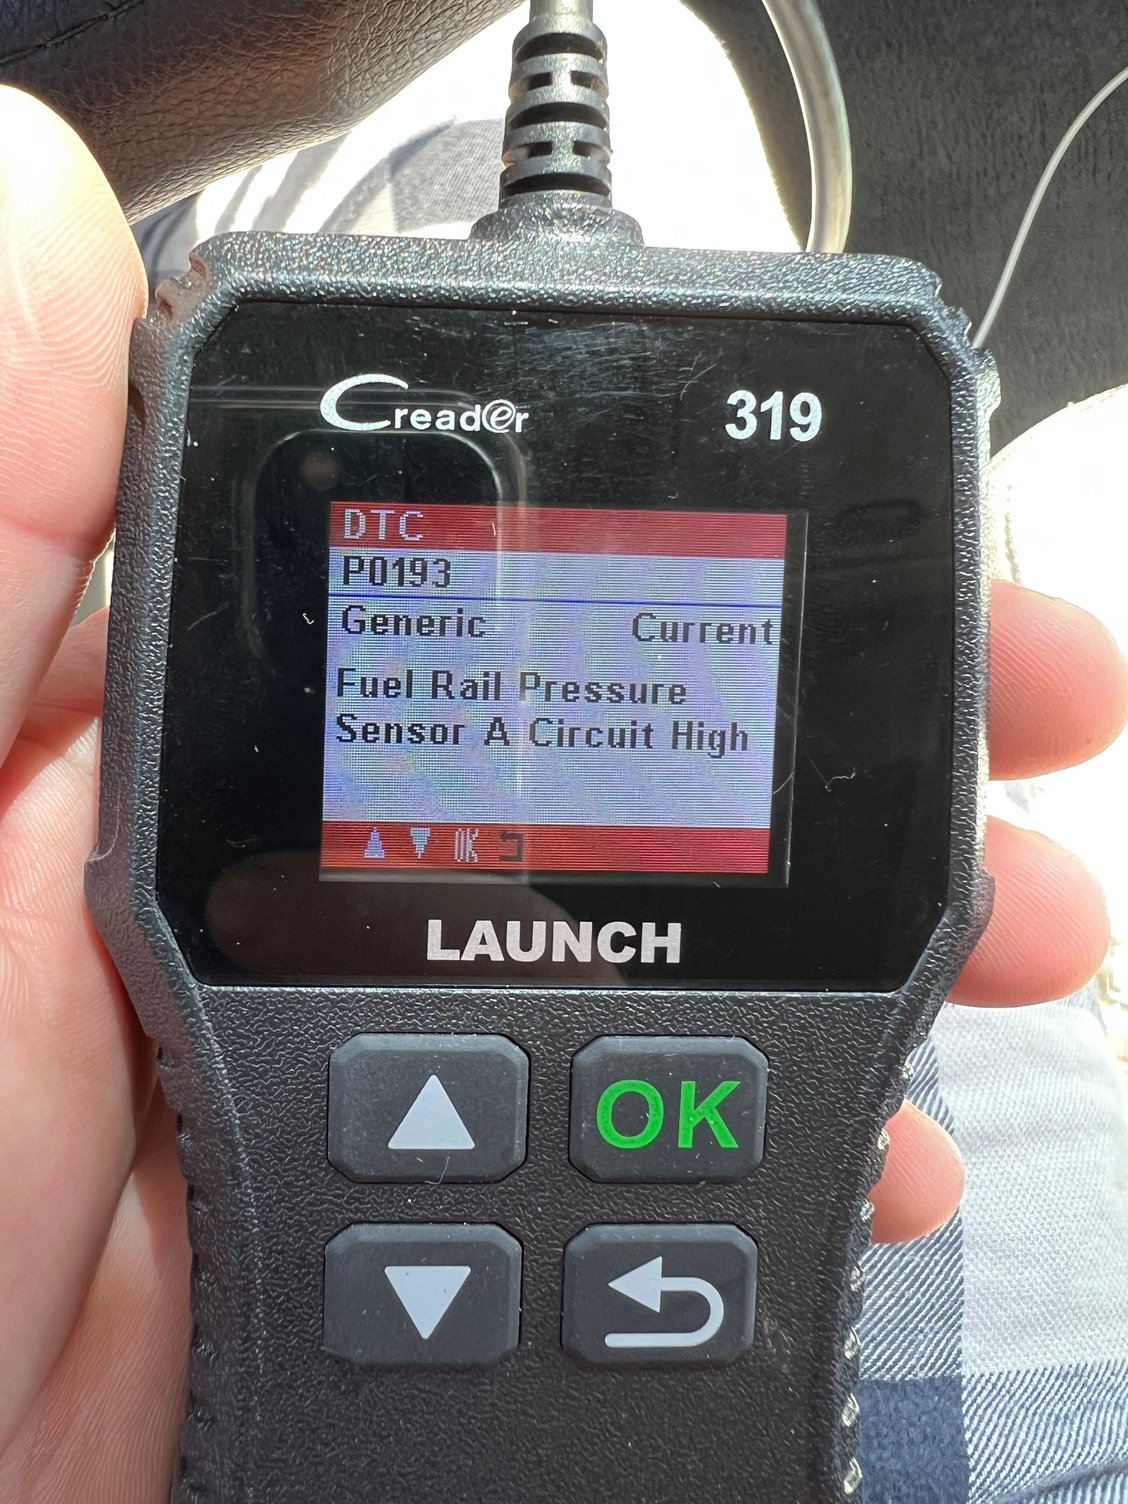 Creader 319
DTC
P0193
Generic Current
Fuel Rail Pressure
Sensor A Circuit High
OK
LAUNCH
OK